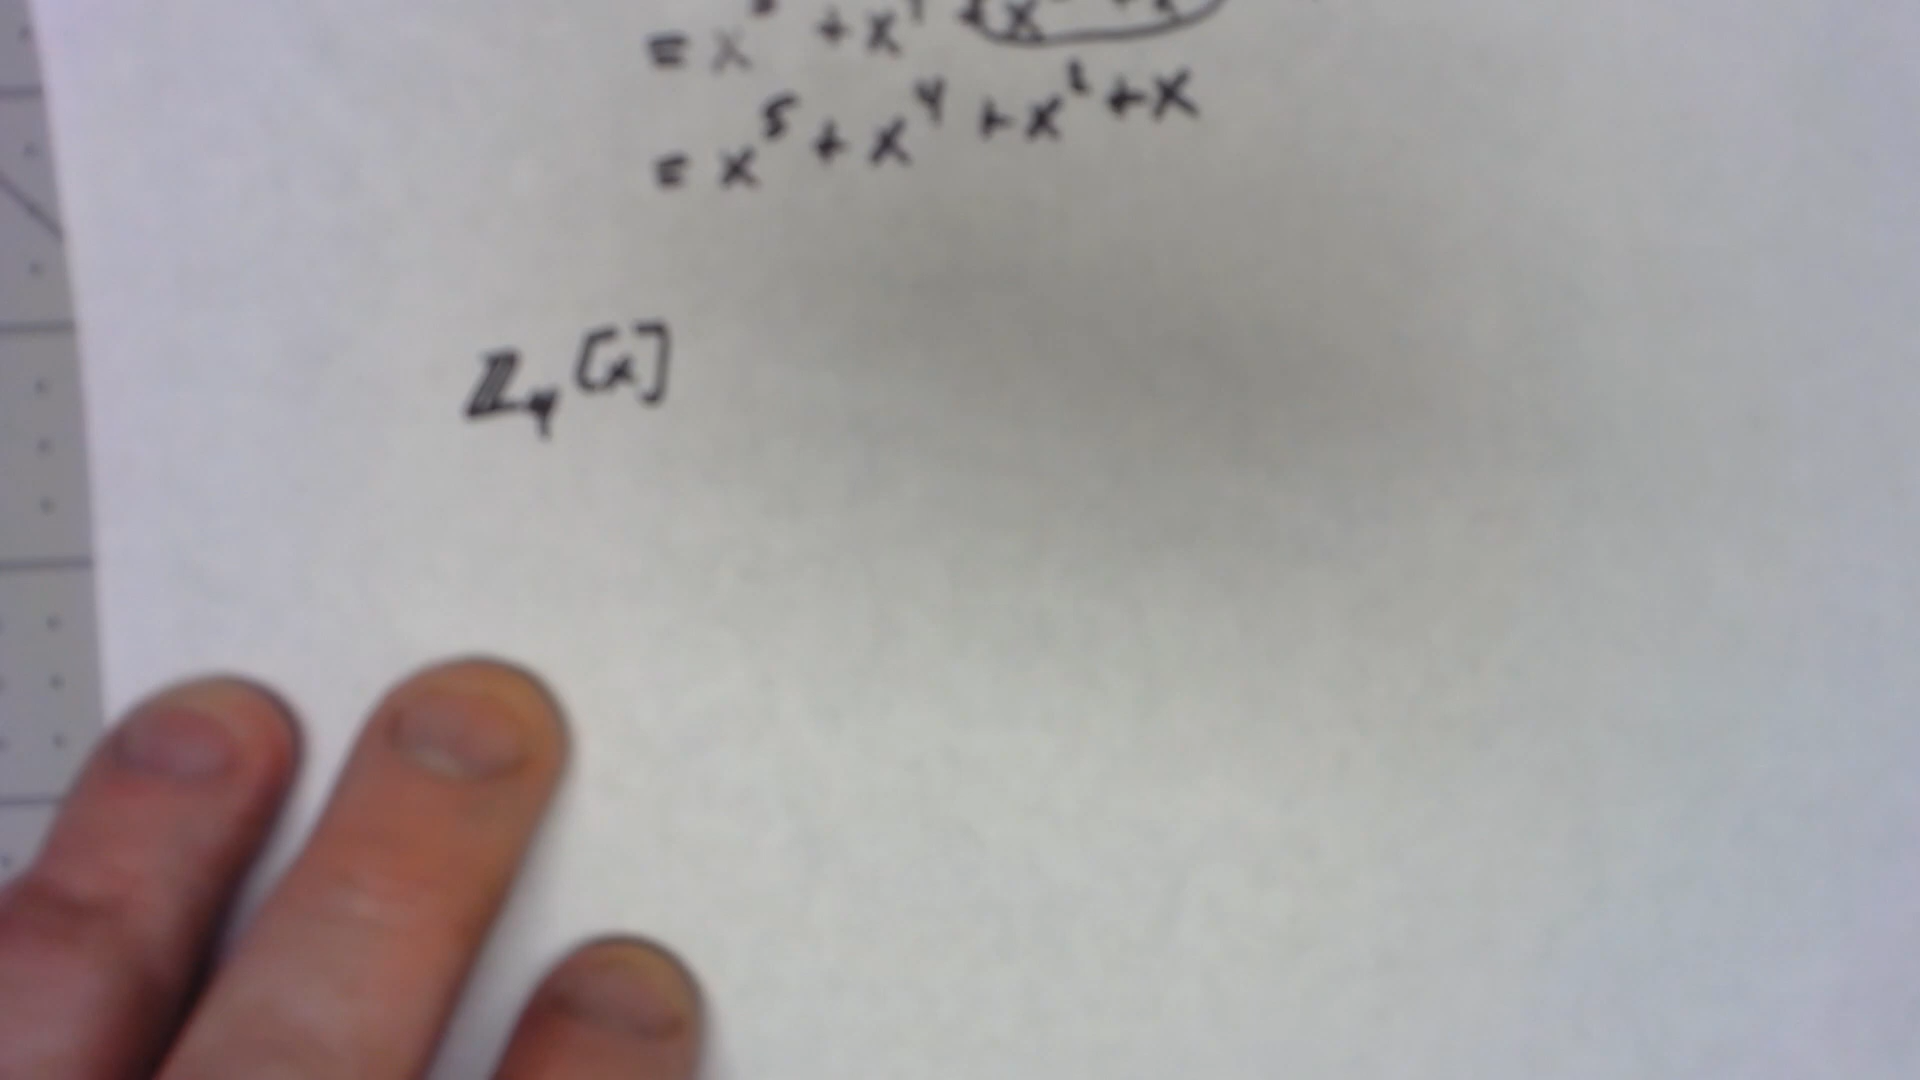 = x⁵ + x⁴ + x² + x
ℤ₄[x]